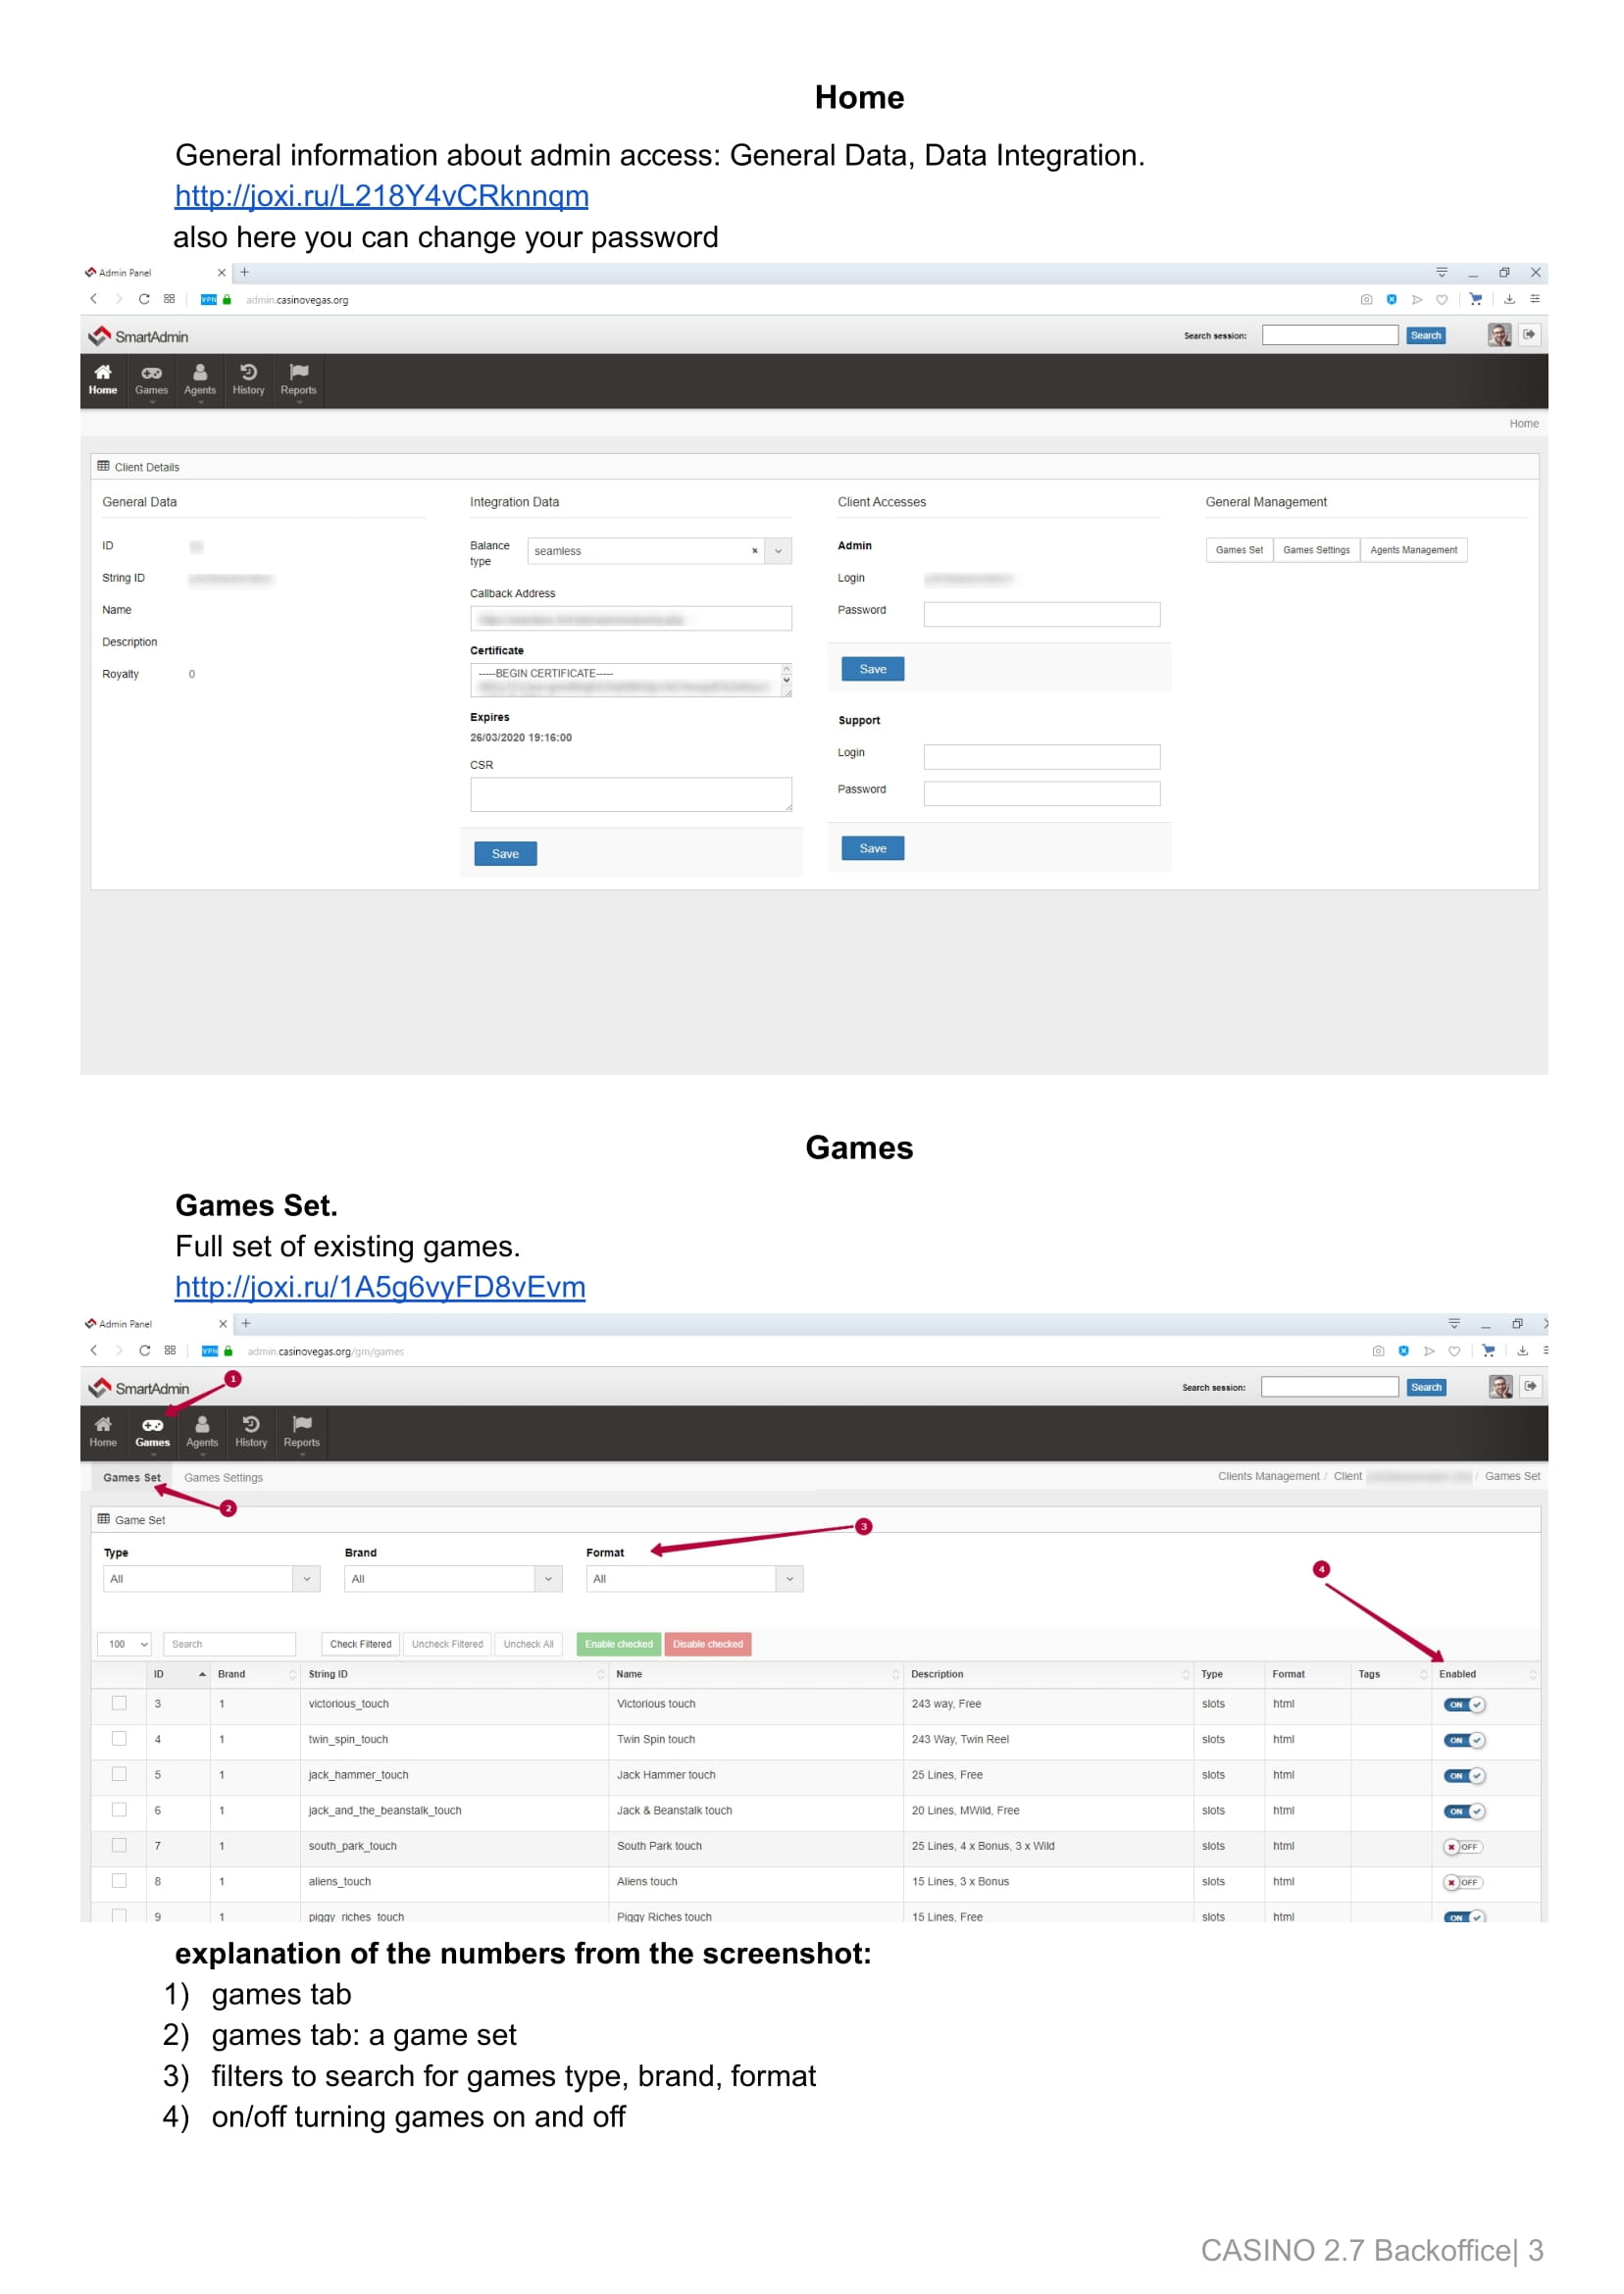 Home
General information about admin access: General Data, Data Integration.
http://joxi.ru/L218Y4vCRknnqm
also here you can change your password
Admin Panel
VPN admin.casinovegas.org
SmartAdmin Search session: Search
Home Games Agents History Reports
Home
Client Details
General Data Integration Data Client Accesses General Management
ID Balance type seamless Admin Games Set Games Settings Agents Management
String ID Login
Name Callback Address Password
Description Certificate
Royalty 0 -----BEGIN CERTIFICATE----- Save
Expires Support
26/03/2020 19:16:00
CSR Login
Password
Save Save
Games
Games Set.
Full set of existing games.
http://joxi.ru/1A5g6vyFD8vEvm
Admin Panel
VPN admin.casinovegas.org/gm/games
SmartAdmin 1 Search session: Search
Home Games Agents History Reports
Games Set Games Settings Clients Management / Client / Games Set
2
Game Set 3
Type Brand Format 4
All All All
100 Search Check Filtered Uncheck Filtered Uncheck All Enable checked Disable checked
ID Brand String ID Name Description Type Format Tags Enabled
3 1 victorious_touch Victorious touch 243 way, Free slots html ON
4 1 twin_spin_touch Twin Spin touch 243 Way, Twin Reel slots html ON
5 1 jack_hammer_touch Jack Hammer touch 25 Lines, Free slots html ON
6 1 jack_and_the_beanstalk_touch Jack & Beanstalk touch 20 Lines, MWild, Free slots html ON
7 1 south_park_touch South Park touch 25 Lines, 4 x Bonus, 3 x Wild slots html OFF
8 1 aliens_touch Aliens touch 15 Lines, 3 x Bonus slots html OFF
9 1 piggy_riches_touch Piggy Riches touch 15 Lines, Free slots html ON
explanation of the numbers from the screenshot:
1) games tab
2) games tab: a game set
3) filters to search for games type, brand, format
4) on/off turning games on and off
CASINO 2.7 Backoffice| 3